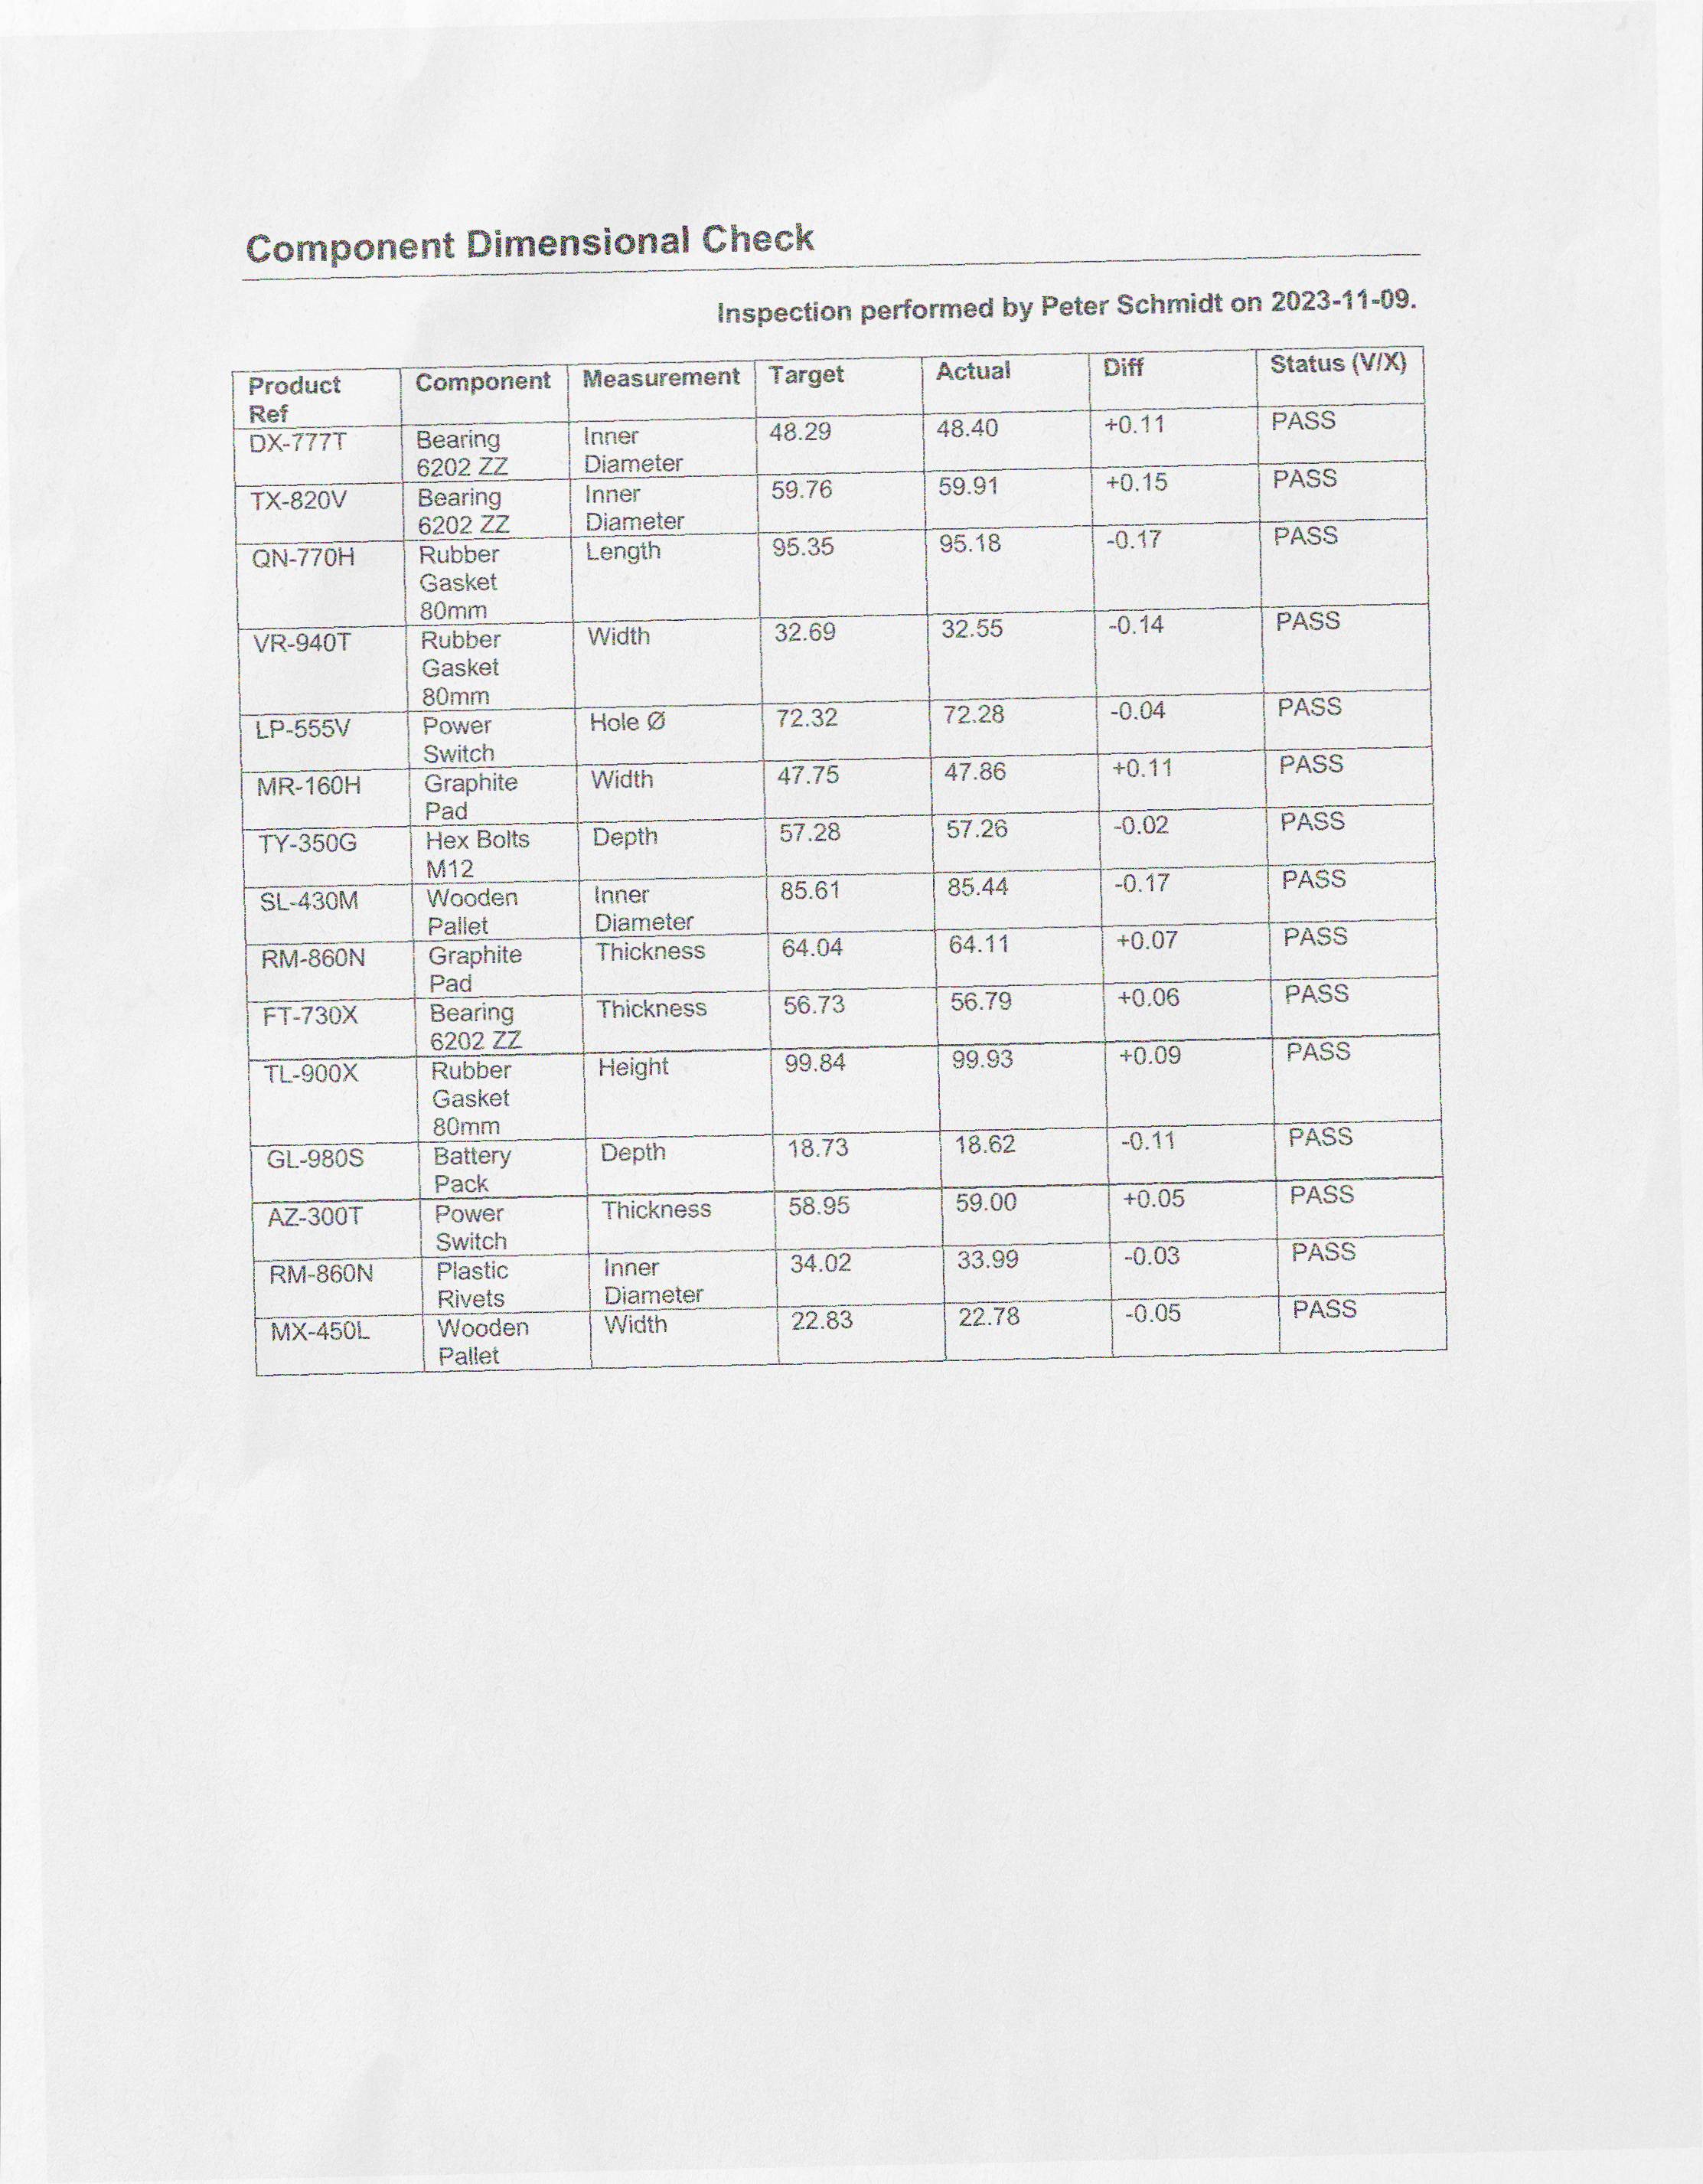 Component Dimensional Check
Inspection performed by Peter Schmidt on 2023-11-09.
Product Ref | Component | Measurement | Target | Actual | Diff | Status (V/X)
DX-777T | Bearing 6202 ZZ | Inner Diameter | 48.29 | 48.40 | +0.11 | PASS
TX-820V | Bearing 6202 ZZ | Inner Diameter | 59.76 | 59.91 | +0.15 | PASS
QN-770H | Rubber Gasket 80mm | Length | 95.35 | 95.18 | -0.17 | PASS
VR-940T | Rubber Gasket 80mm | Width | 32.69 | 32.55 | -0.14 | PASS
LP-555V | Power Switch | Hole Ø | 72.32 | 72.28 | -0.04 | PASS
MR-160H | Graphite Pad | Width | 47.75 | 47.86 | +0.11 | PASS
TY-350G | Hex Bolts M12 | Depth | 57.28 | 57.26 | -0.02 | PASS
SL-430M | Wooden Pallet | Inner Diameter | 85.61 | 85.44 | -0.17 | PASS
RM-860N | Graphite Pad | Thickness | 64.04 | 64.11 | +0.07 | PASS
FT-730X | Bearing 6202 ZZ | Thickness | 56.73 | 56.79 | +0.06 | PASS
TL-900X | Rubber Gasket 80mm | Height | 99.84 | 99.93 | +0.09 | PASS
GL-980S | Battery Pack | Depth | 18.73 | 18.62 | -0.11 | PASS
AZ-300T | Power Switch | Thickness | 58.95 | 59.00 | +0.05 | PASS
RM-860N | Plastic Rivets | Inner Diameter | 34.02 | 33.99 | -0.03 | PASS
MX-450L | Wooden Pallet | Width | 22.83 | 22.78 | -0.05 | PASS